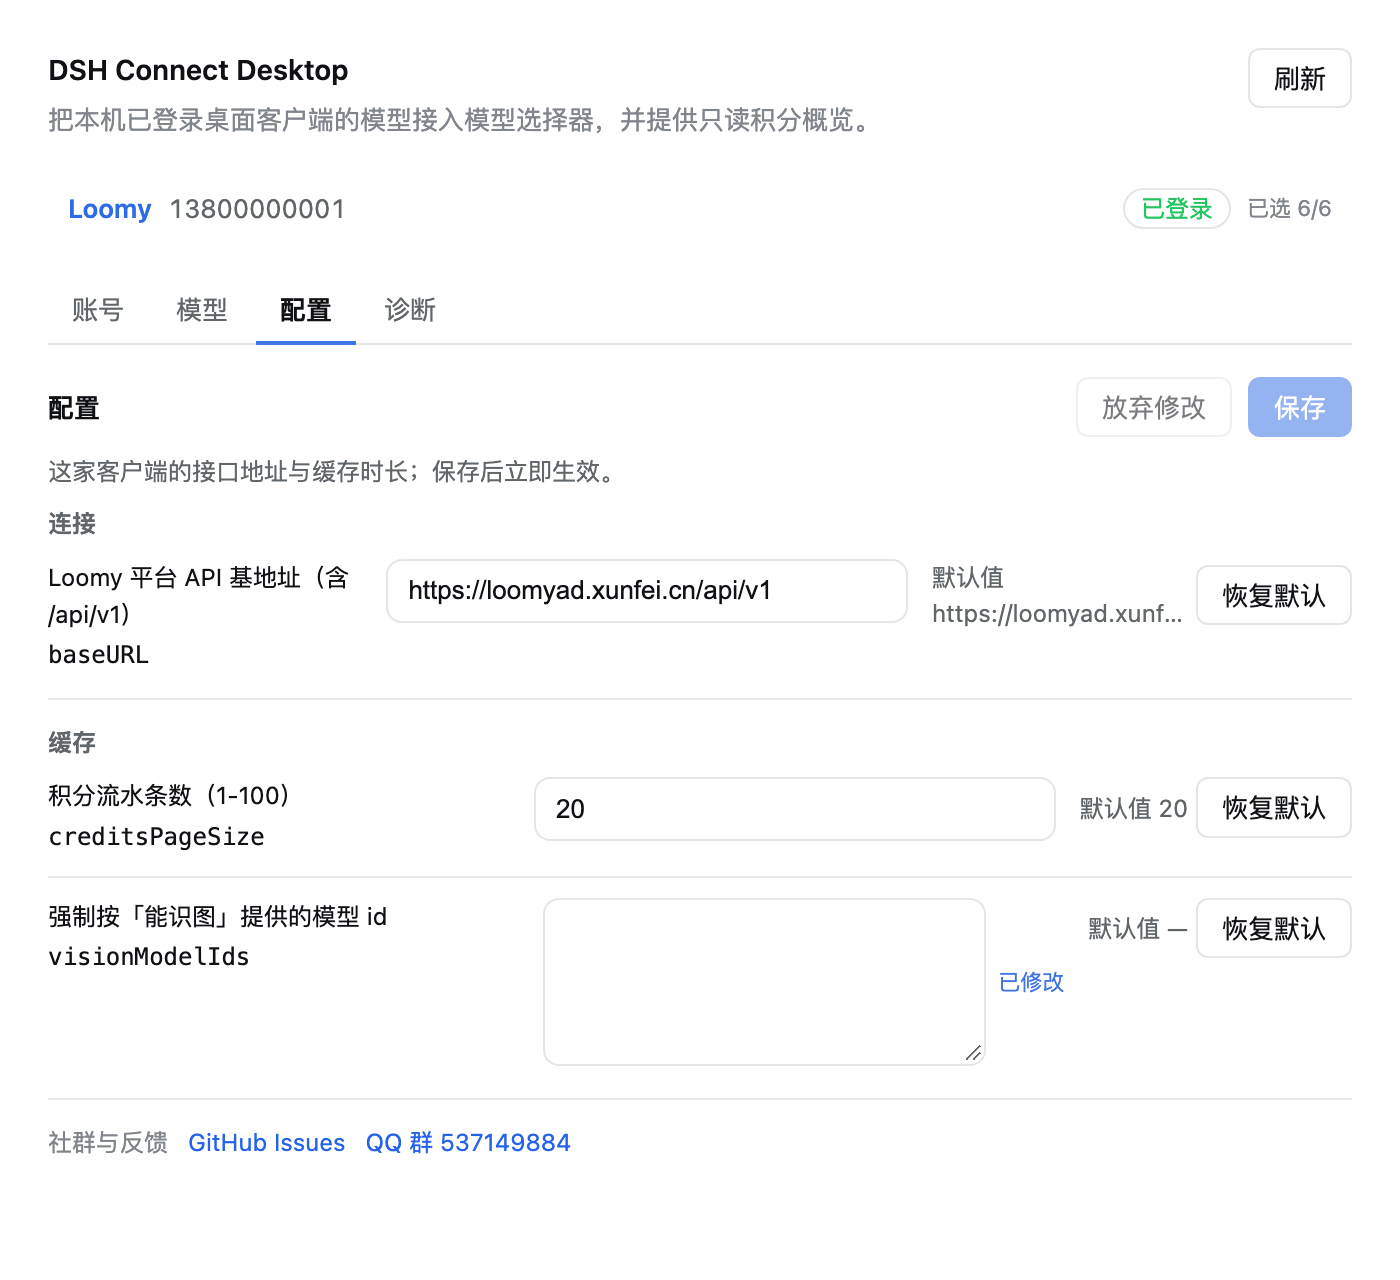 DSH Connect Desktop
刷新
把本机已登录桌面客户端的模型接入模型选择器，并提供只读积分概览。
Loomy 13800000001
已登录 已选 6/6
账号 模型 配置 诊断
配置
放弃修改 保存
这家客户端的接口地址与缓存时长；保存后立即生效。
连接
Loomy 平台 API 基地址（含
/api/v1）
baseURL
https://loomyad.xunfei.cn/api/v1
默认值
https://loomyad.xunf...
恢复默认
缓存
积分流水条数（1-100）
creditsPageSize
20
默认值 20
恢复默认
强制按「能识图」提供的模型 id
visionModelIds
已修改
默认值 —
恢复默认
社群与反馈 GitHub Issues QQ 群 537149884